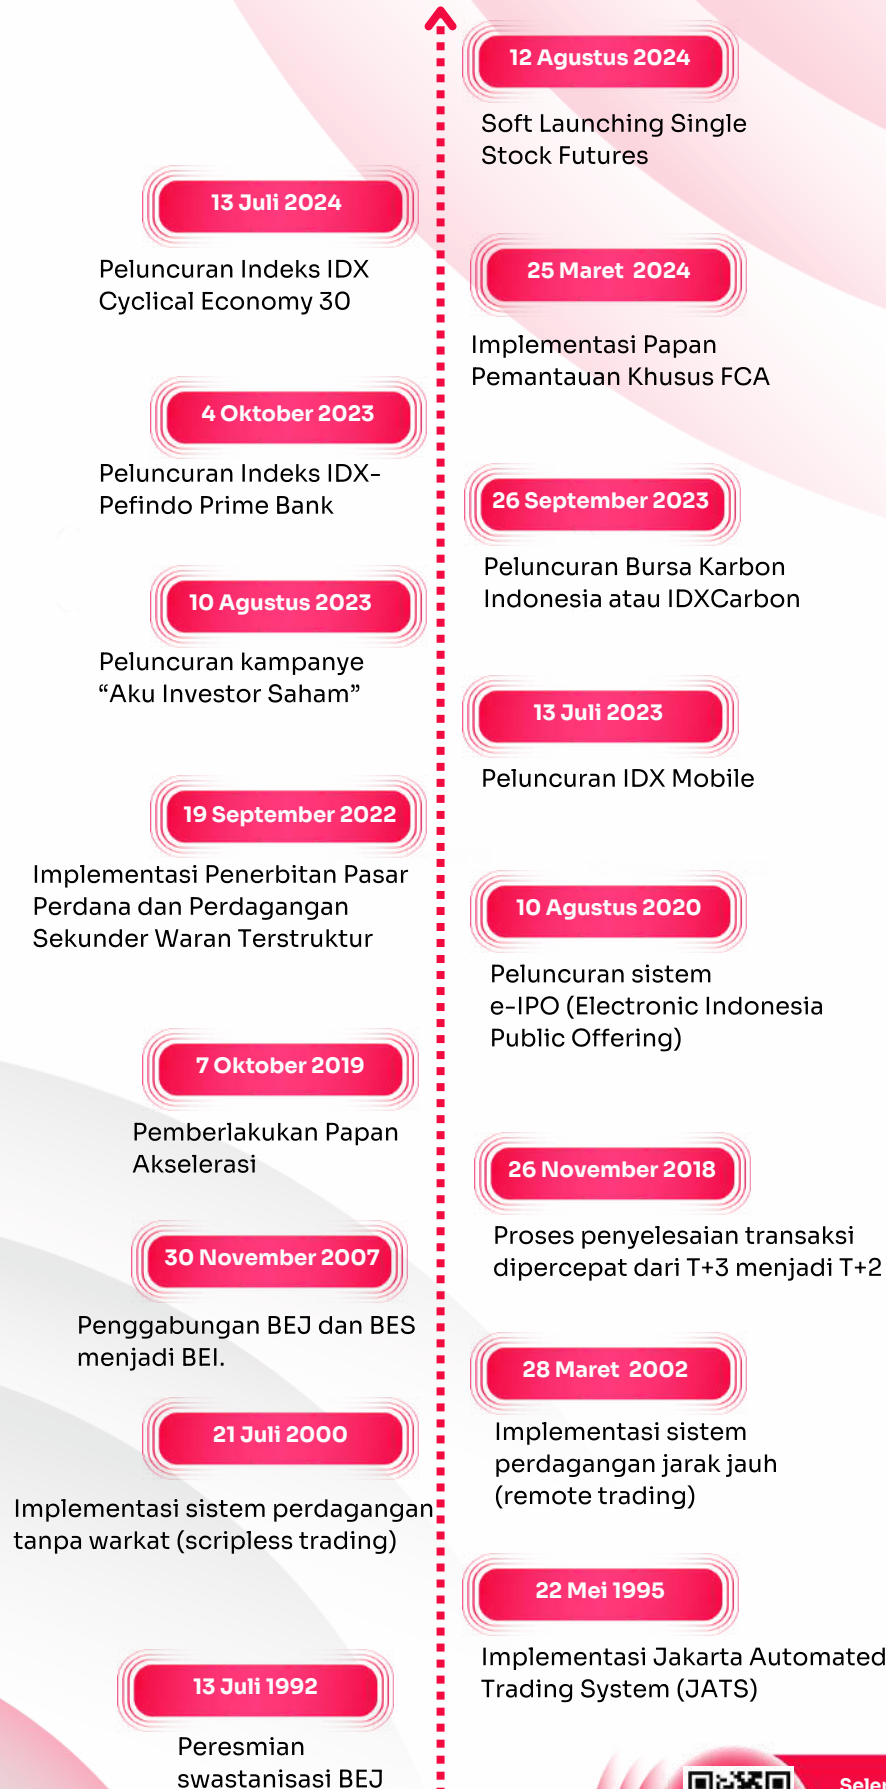 12 Agustus 2024
Soft Launching Single
Stock Futures
13 Juli 2024
Peluncuran Indeks IDX
Cyclical Economy 30
25 Maret 2024
Implementasi Papan
Pemantauan Khusus FCA
4 Oktober 2023
Peluncuran Indeks IDX-
Pefindo Prime Bank
26 September 2023
Peluncuran Bursa Karbon
Indonesia atau IDXCarbon
10 Agustus 2023
Peluncuran kampanye
“Aku Investor Saham”
13 Juli 2023
Peluncuran IDX Mobile
19 September 2022
Implementasi Penerbitan Pasar
Perdana dan Perdagangan
Sekunder Waran Terstruktur
10 Agustus 2020
Peluncuran sistem
e-IPO (Electronic Indonesia
Public Offering)
7 Oktober 2019
Pemberlakukan Papan
Akselerasi
26 November 2018
Proses penyelesaian transaksi
dipercepat dari T+3 menjadi T+2
30 November 2007
Penggabungan BEJ dan BES
menjadi BEI.
28 Maret 2002
Implementasi sistem
perdagangan jarak jauh
(remote trading)
21 Juli 2000
Implementasi sistem perdagangan
tanpa warkat (scripless trading)
22 Mei 1995
Implementasi Jakarta Automated
Trading System (JATS)
13 Juli 1992
Peresmian
swastanisasi BEJ